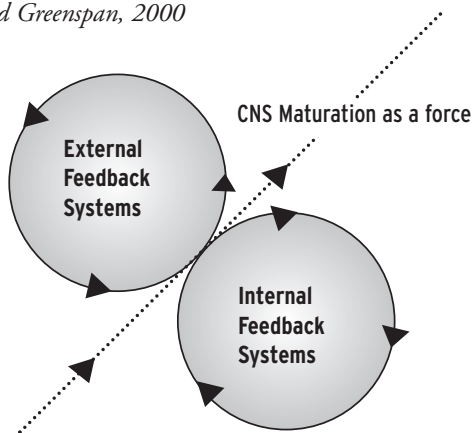 d Greenspan, 2000
CNS Maturation as a force
External
Feedback
Systems
Internal
Feedback
Systems